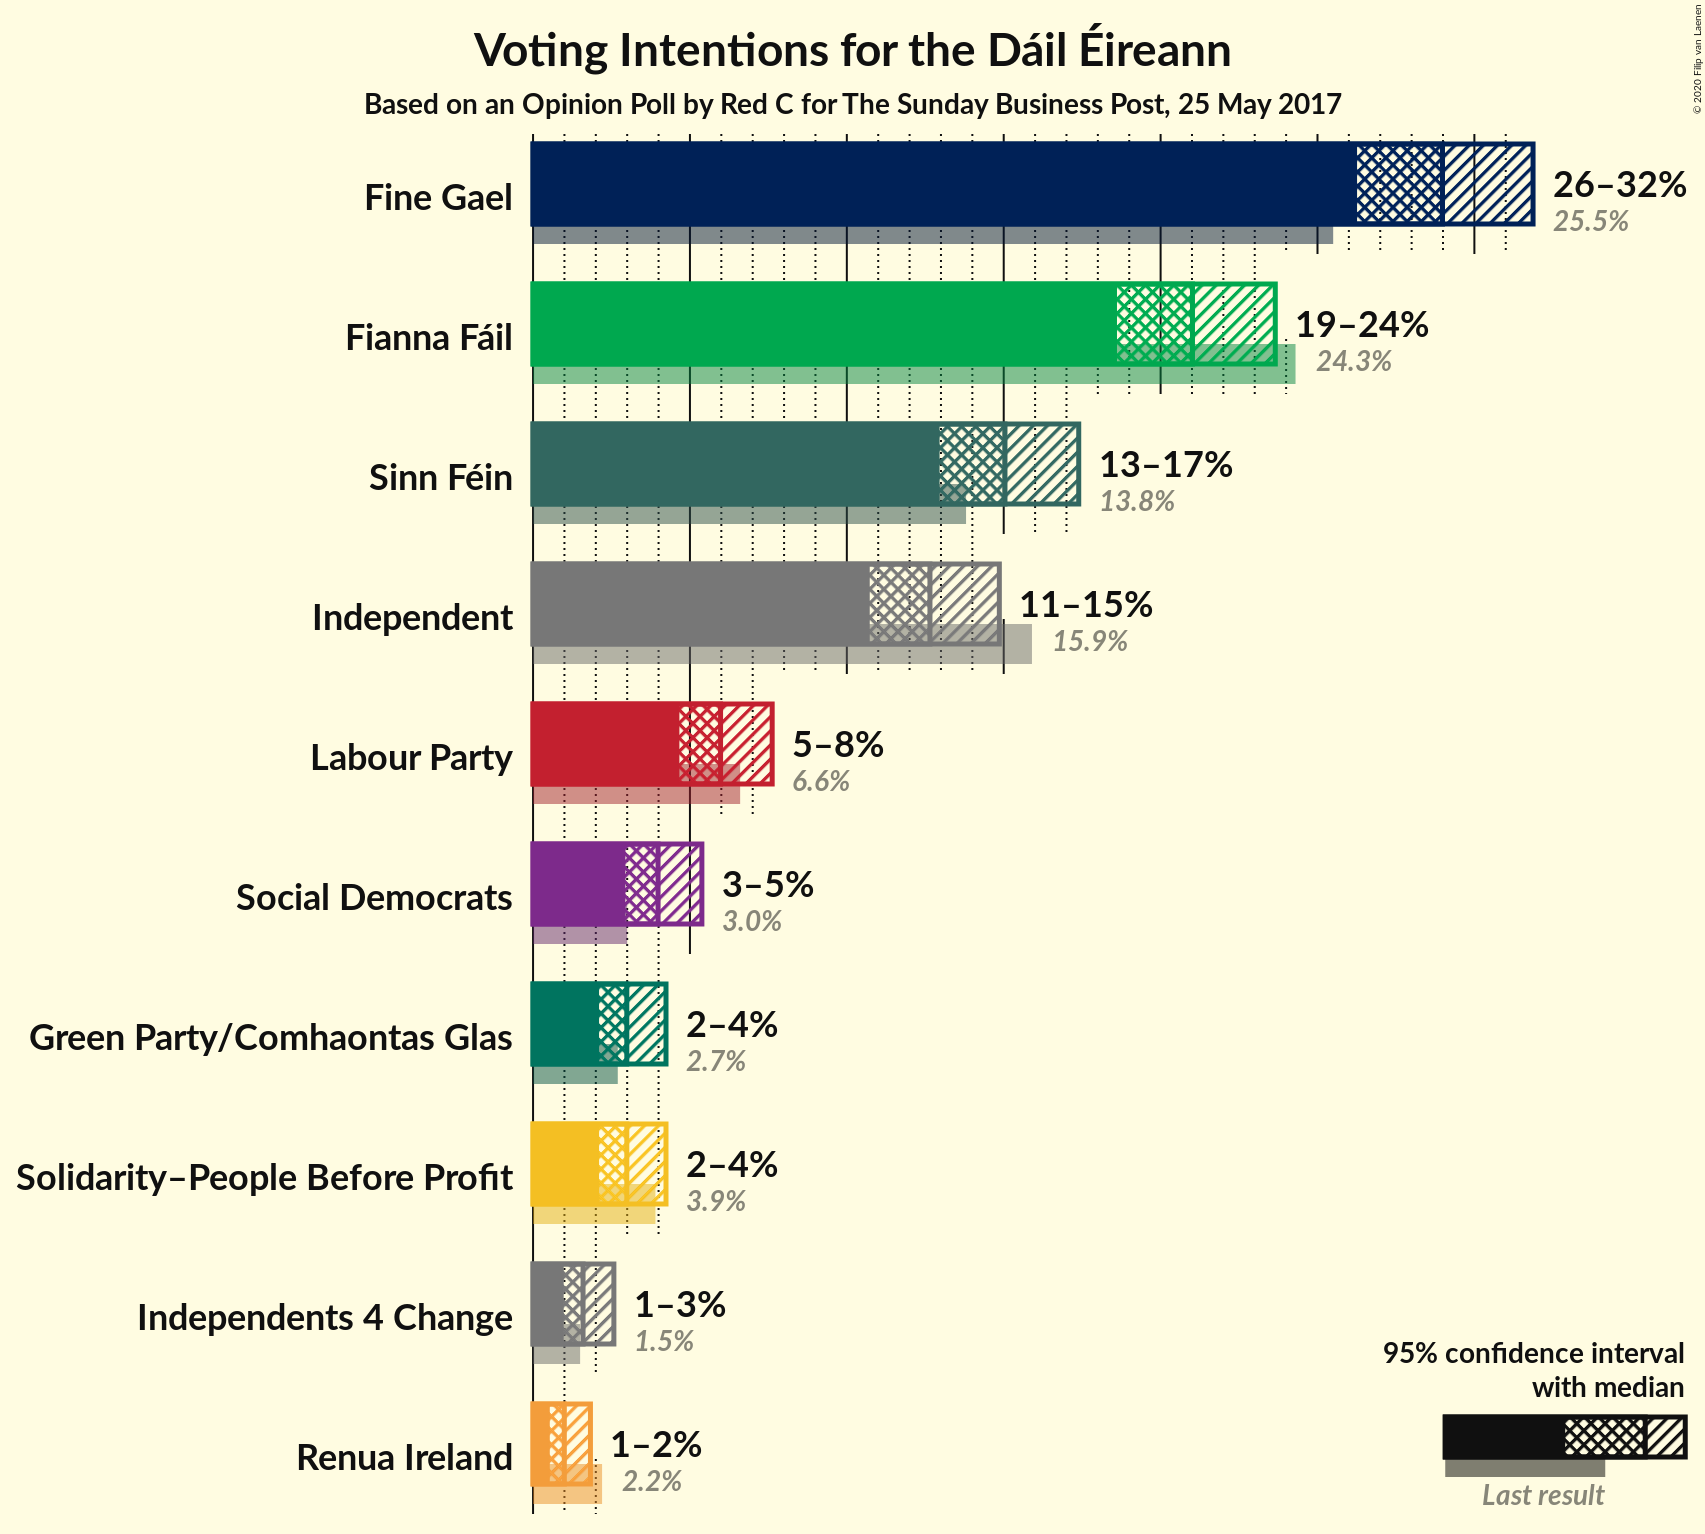 Voting Intentions for the Dáil Éireann
Based on an Opinion Poll by Red C for The Sunday Business Post, 25 May 2017
© 2020 Filip van Laenen
Fine Gael
26–32%
25.5%
Fianna Fáil
19–24%
24.3%
Sinn Féin
13–17%
13.8%
Independent
11–15%
15.9%
Labour Party
5–8%
6.6%
Social Democrats
3–5%
3.0%
Green Party/Comhaontas Glas
2–4%
2.7%
Solidarity–People Before Profit
2–4%
3.9%
Independents 4 Change
1–3%
1.5%
Renua Ireland
1–2%
2.2%
95% confidence interval
with median
Last result